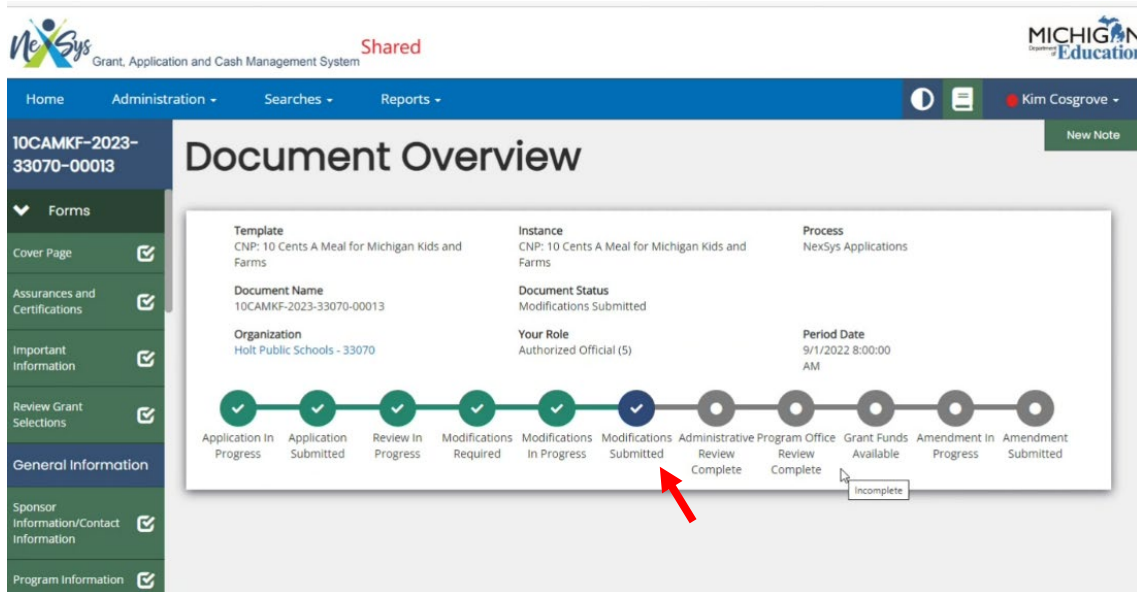 NexSys
Grant, Application and Cash Management System
Shared
MICHIGAN
Department of Education
Home Administration Searches Reports Kim Cosgrove
New Note
10CAMKF-2023-
33070-00013
Forms
Cover Page
Assurances and
Certifications
Important
Information
Review Grant
Selections
General Information
Sponsor
Information/Contact
Information
Program Information
Document Overview
Template
CNP: 10 Cents A Meal for Michigan Kids and
Farms
Instance
CNP: 10 Cents A Meal for Michigan Kids and
Farms
Process
NexSys Applications
Document Name
10CAMKF-2023-33070-00013
Document Status
Modifications Submitted
Organization
Holt Public Schools - 33070
Your Role
Authorized Official (5)
Period Date
9/1/2022 8:00:00
AM
Application In
Progress
Application
Submitted
Review In
Progress
Modifications
Required
Modifications
In Progress
Modifications
Submitted
Administrative
Review
Complete
Program Office
Review
Complete
Grant Funds
Available
Amendment In
Progress
Amendment
Submitted
Incomplete